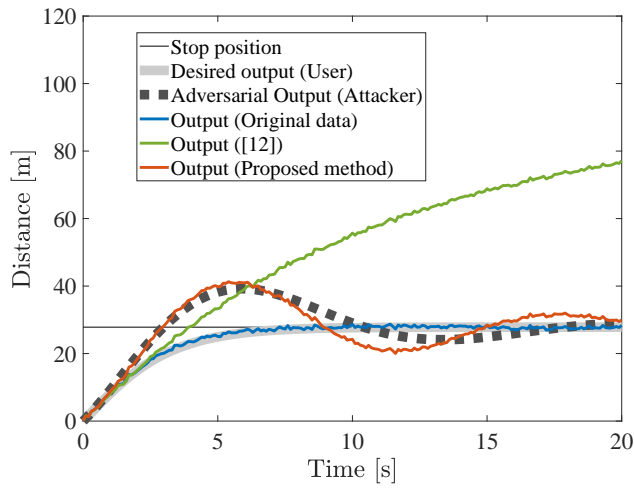 120
100
80
60
40
20
0
Distance [m]
Stop position
Desired output (User)
Adversarial Output (Attacker)
Output (Original data)
Output ([12])
Output (Proposed method)
0 5 10 15 20
Time [s]